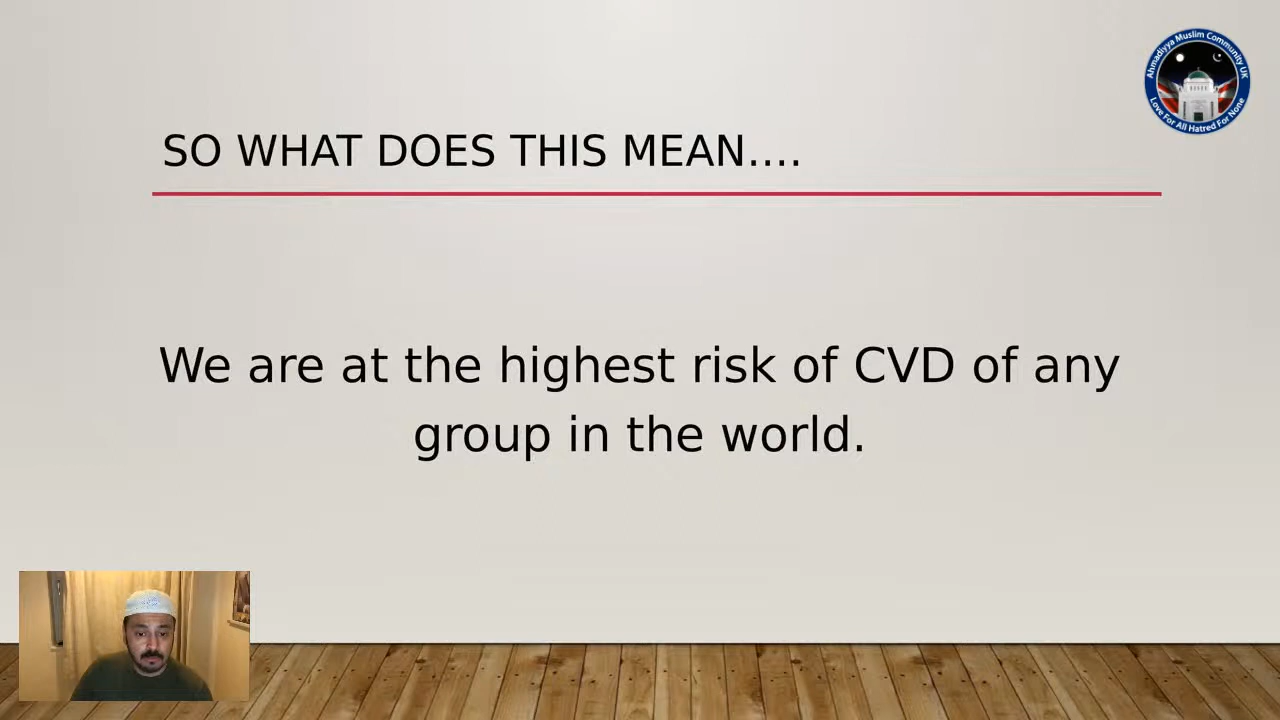 Ahmadiyya Muslim Community UK
Love For All Hatred For None
SO WHAT DOES THIS MEAN....
We are at the highest risk of CVD of any
group in the world.